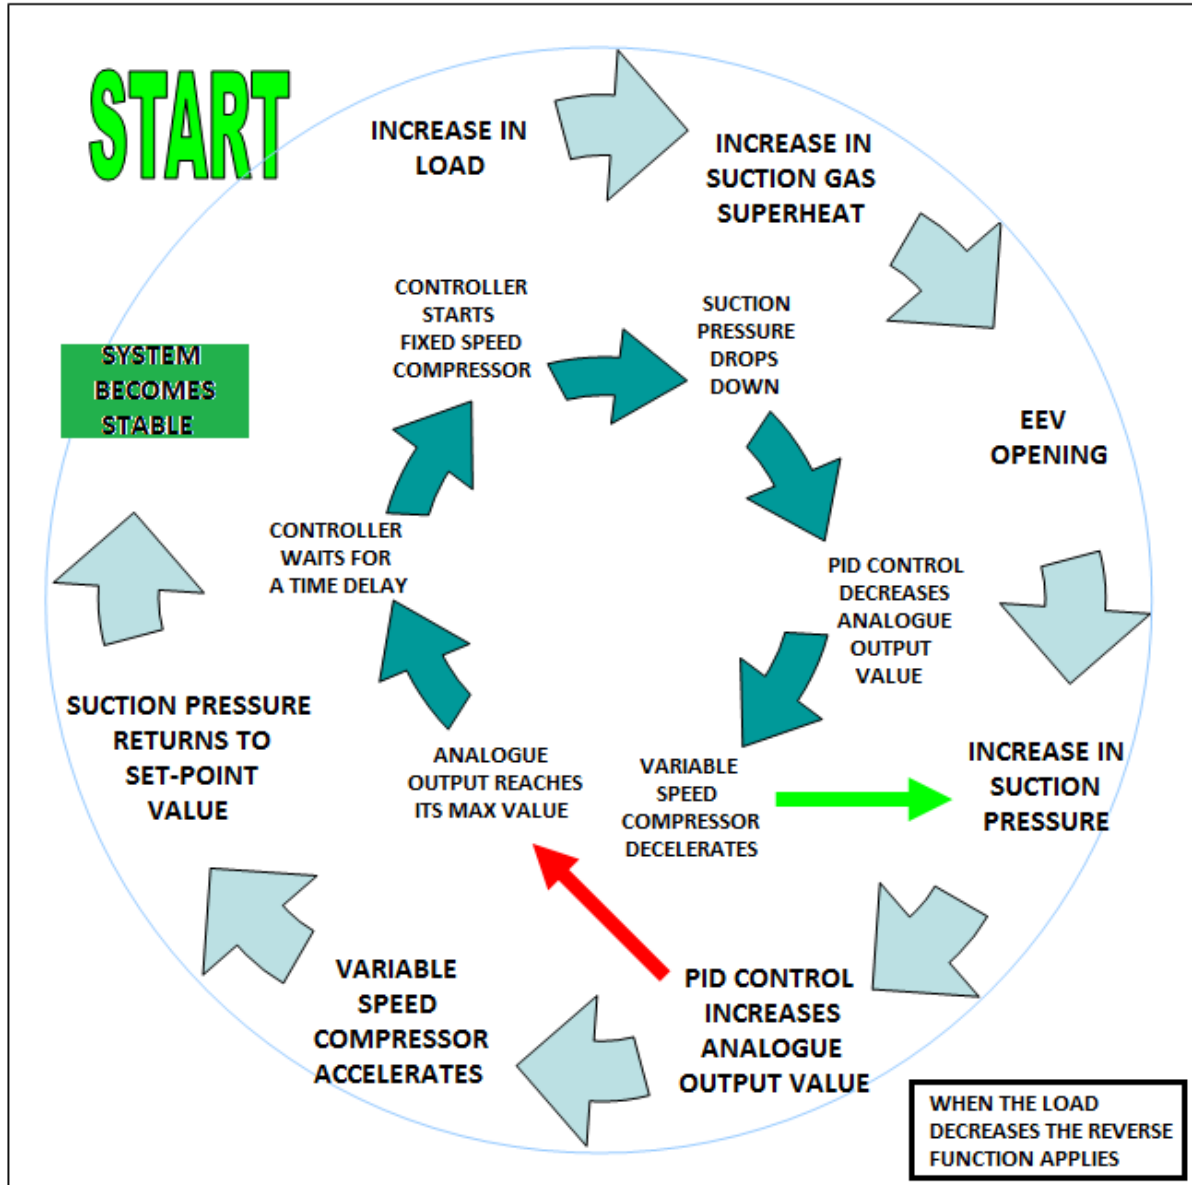 START
INCREASE IN
LOAD
INCREASE IN
SUCTION GAS
SUPERHEAT
EEV
OPENING
INCREASE IN
SUCTION
PRESSURE
PID CONTROL
INCREASES
ANALOGUE
OUTPUT VALUE
VARIABLE
SPEED
COMPRESSOR
ACCELERATES
SUCTION PRESSURE
RETURNS TO
SET-POINT
VALUE
SYSTEM
BECOMES
STABLE
ANALOGUE
OUTPUT REACHES
ITS MAX VALUE
CONTROLLER
WAITS FOR
A TIME DELAY
CONTROLLER
STARTS
FIXED SPEED
COMPRESSOR
SUCTION
PRESSURE
DROPS
DOWN
PID CONTROL
DECREASES
ANALOGUE
OUTPUT
VALUE
VARIABLE
SPEED
COMPRESSOR
DECELERATES
WHEN THE LOAD
DECREASES THE REVERSE
FUNCTION APPLIES